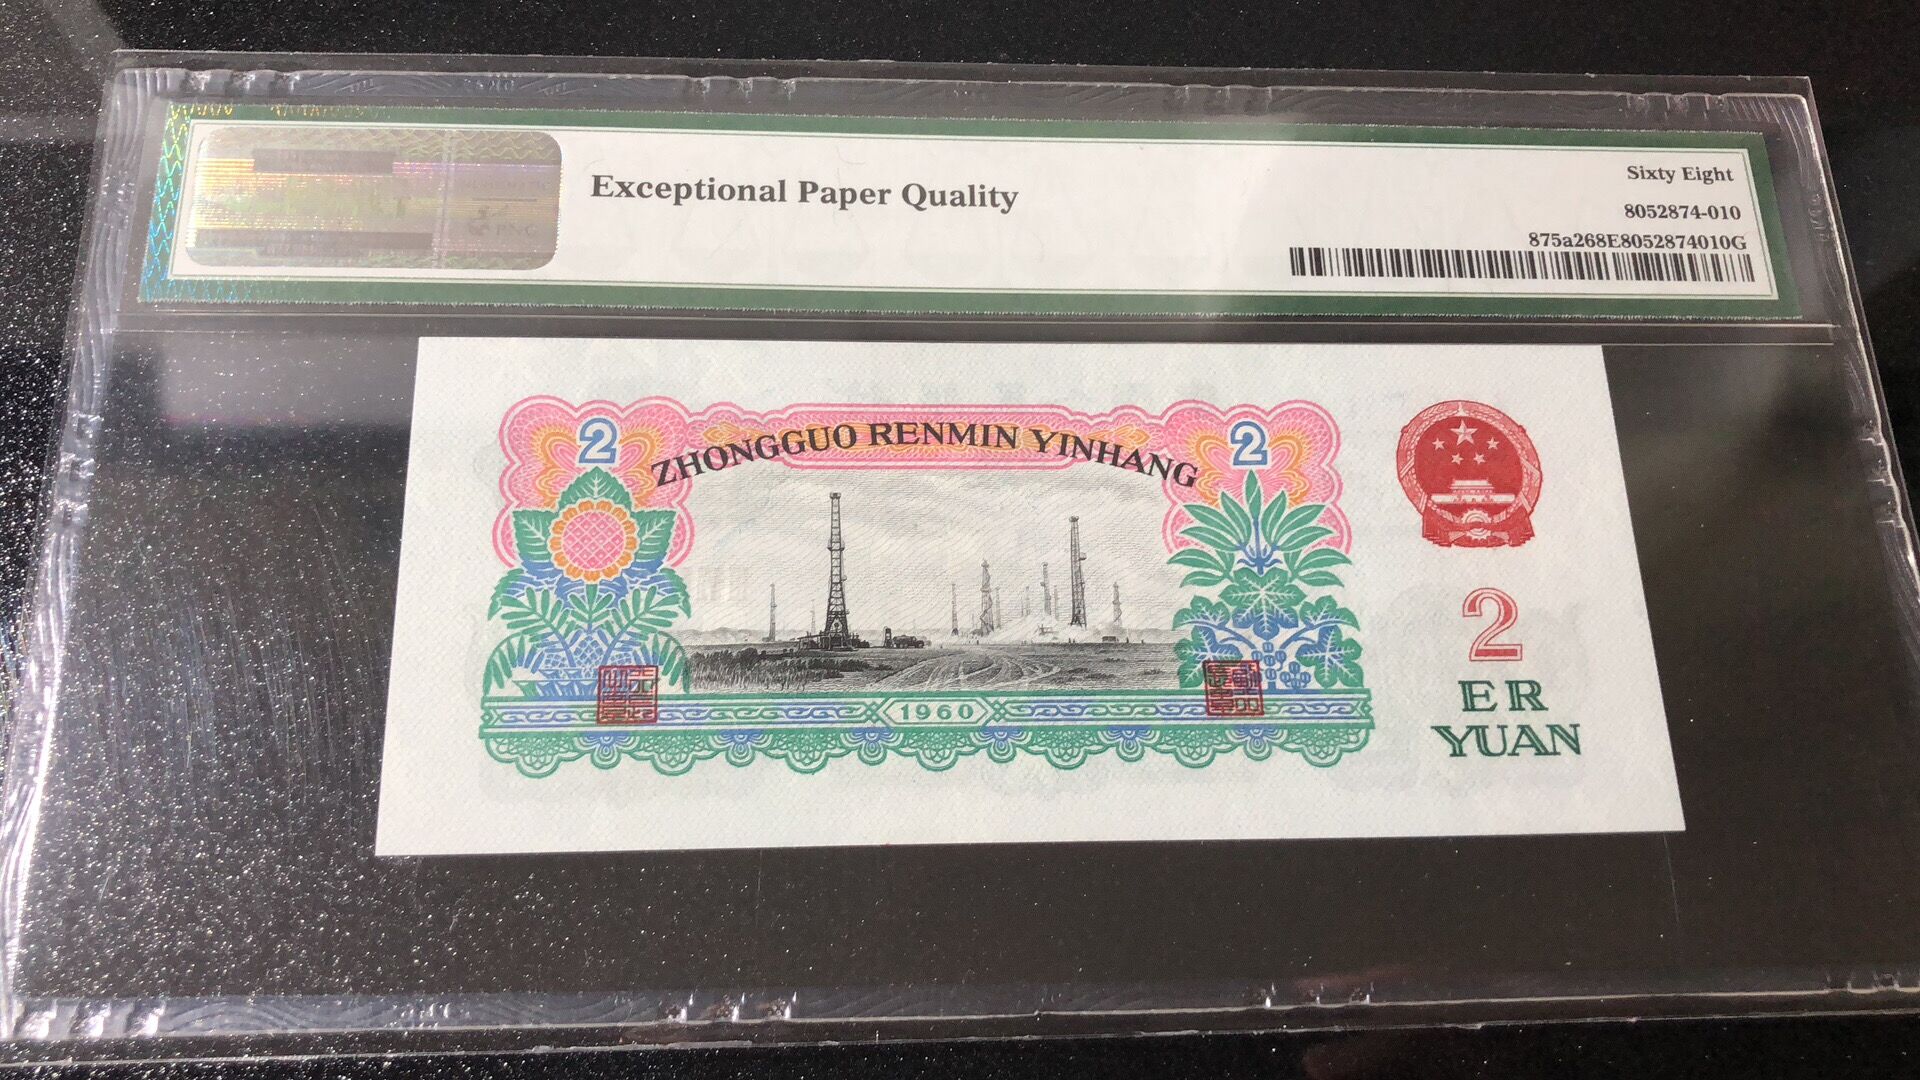 Exceptional Paper Quality
Sixty Eight
8052874-010
875a268E8052874010G
2
ZHONGGUO RENMIN YINHANG
2
2
ER
YUAN
1960